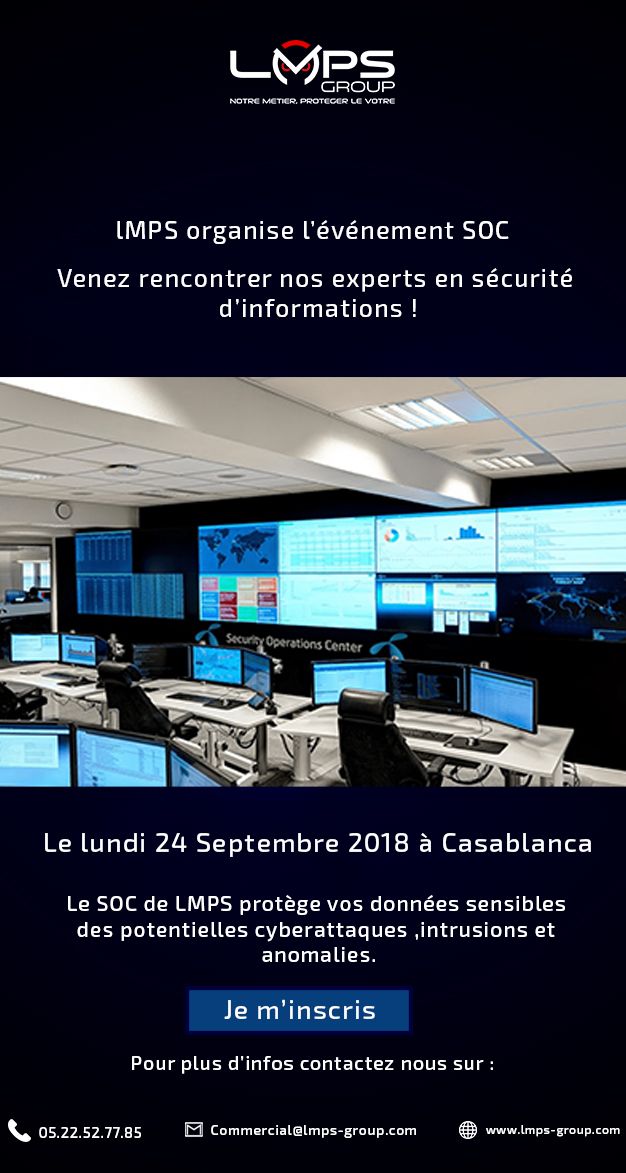 LMPS
GROUP
NOTRE METIER, PROTEGER LE VOTRE
lMPS organise l’événement SOC
Venez rencontrer nos experts en sécurité
d’informations !
Security Operations Center
Le lundi 24 Septembre 2018 à Casablanca
Le SOC de LMPS protège vos données sensibles
des potentielles cyberattaques ,intrusions et
anomalies.
Je m’inscris
Pour plus d’infos contactez nous sur :
05.22.52.77.85
Commercial@lmps-group.com
www.lmps-group.com